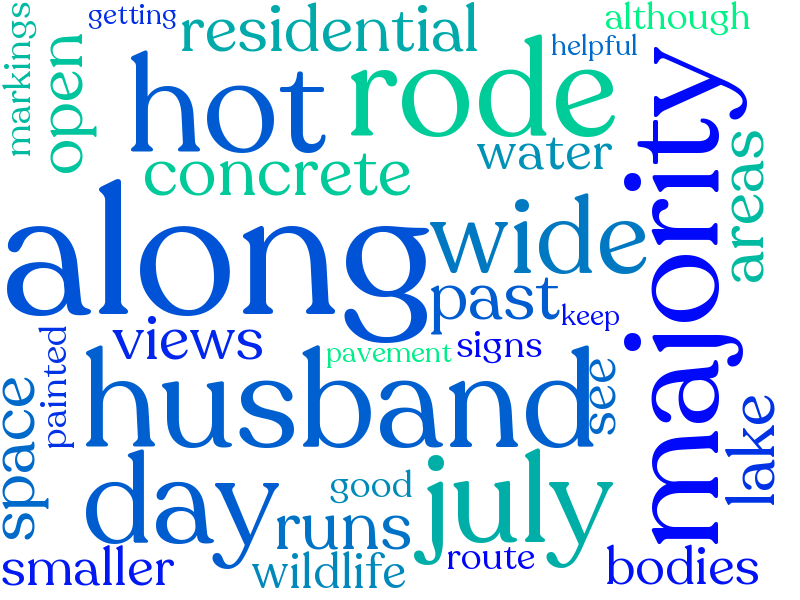 getting
although
markings
residential
helpful
open
hot
rode
water
concrete
majority
areas
along
wide
past
keep
views
painted
pavement
signs
husband
see
space
lake
day
july
good
runs
route
smaller
wildlife
bodies